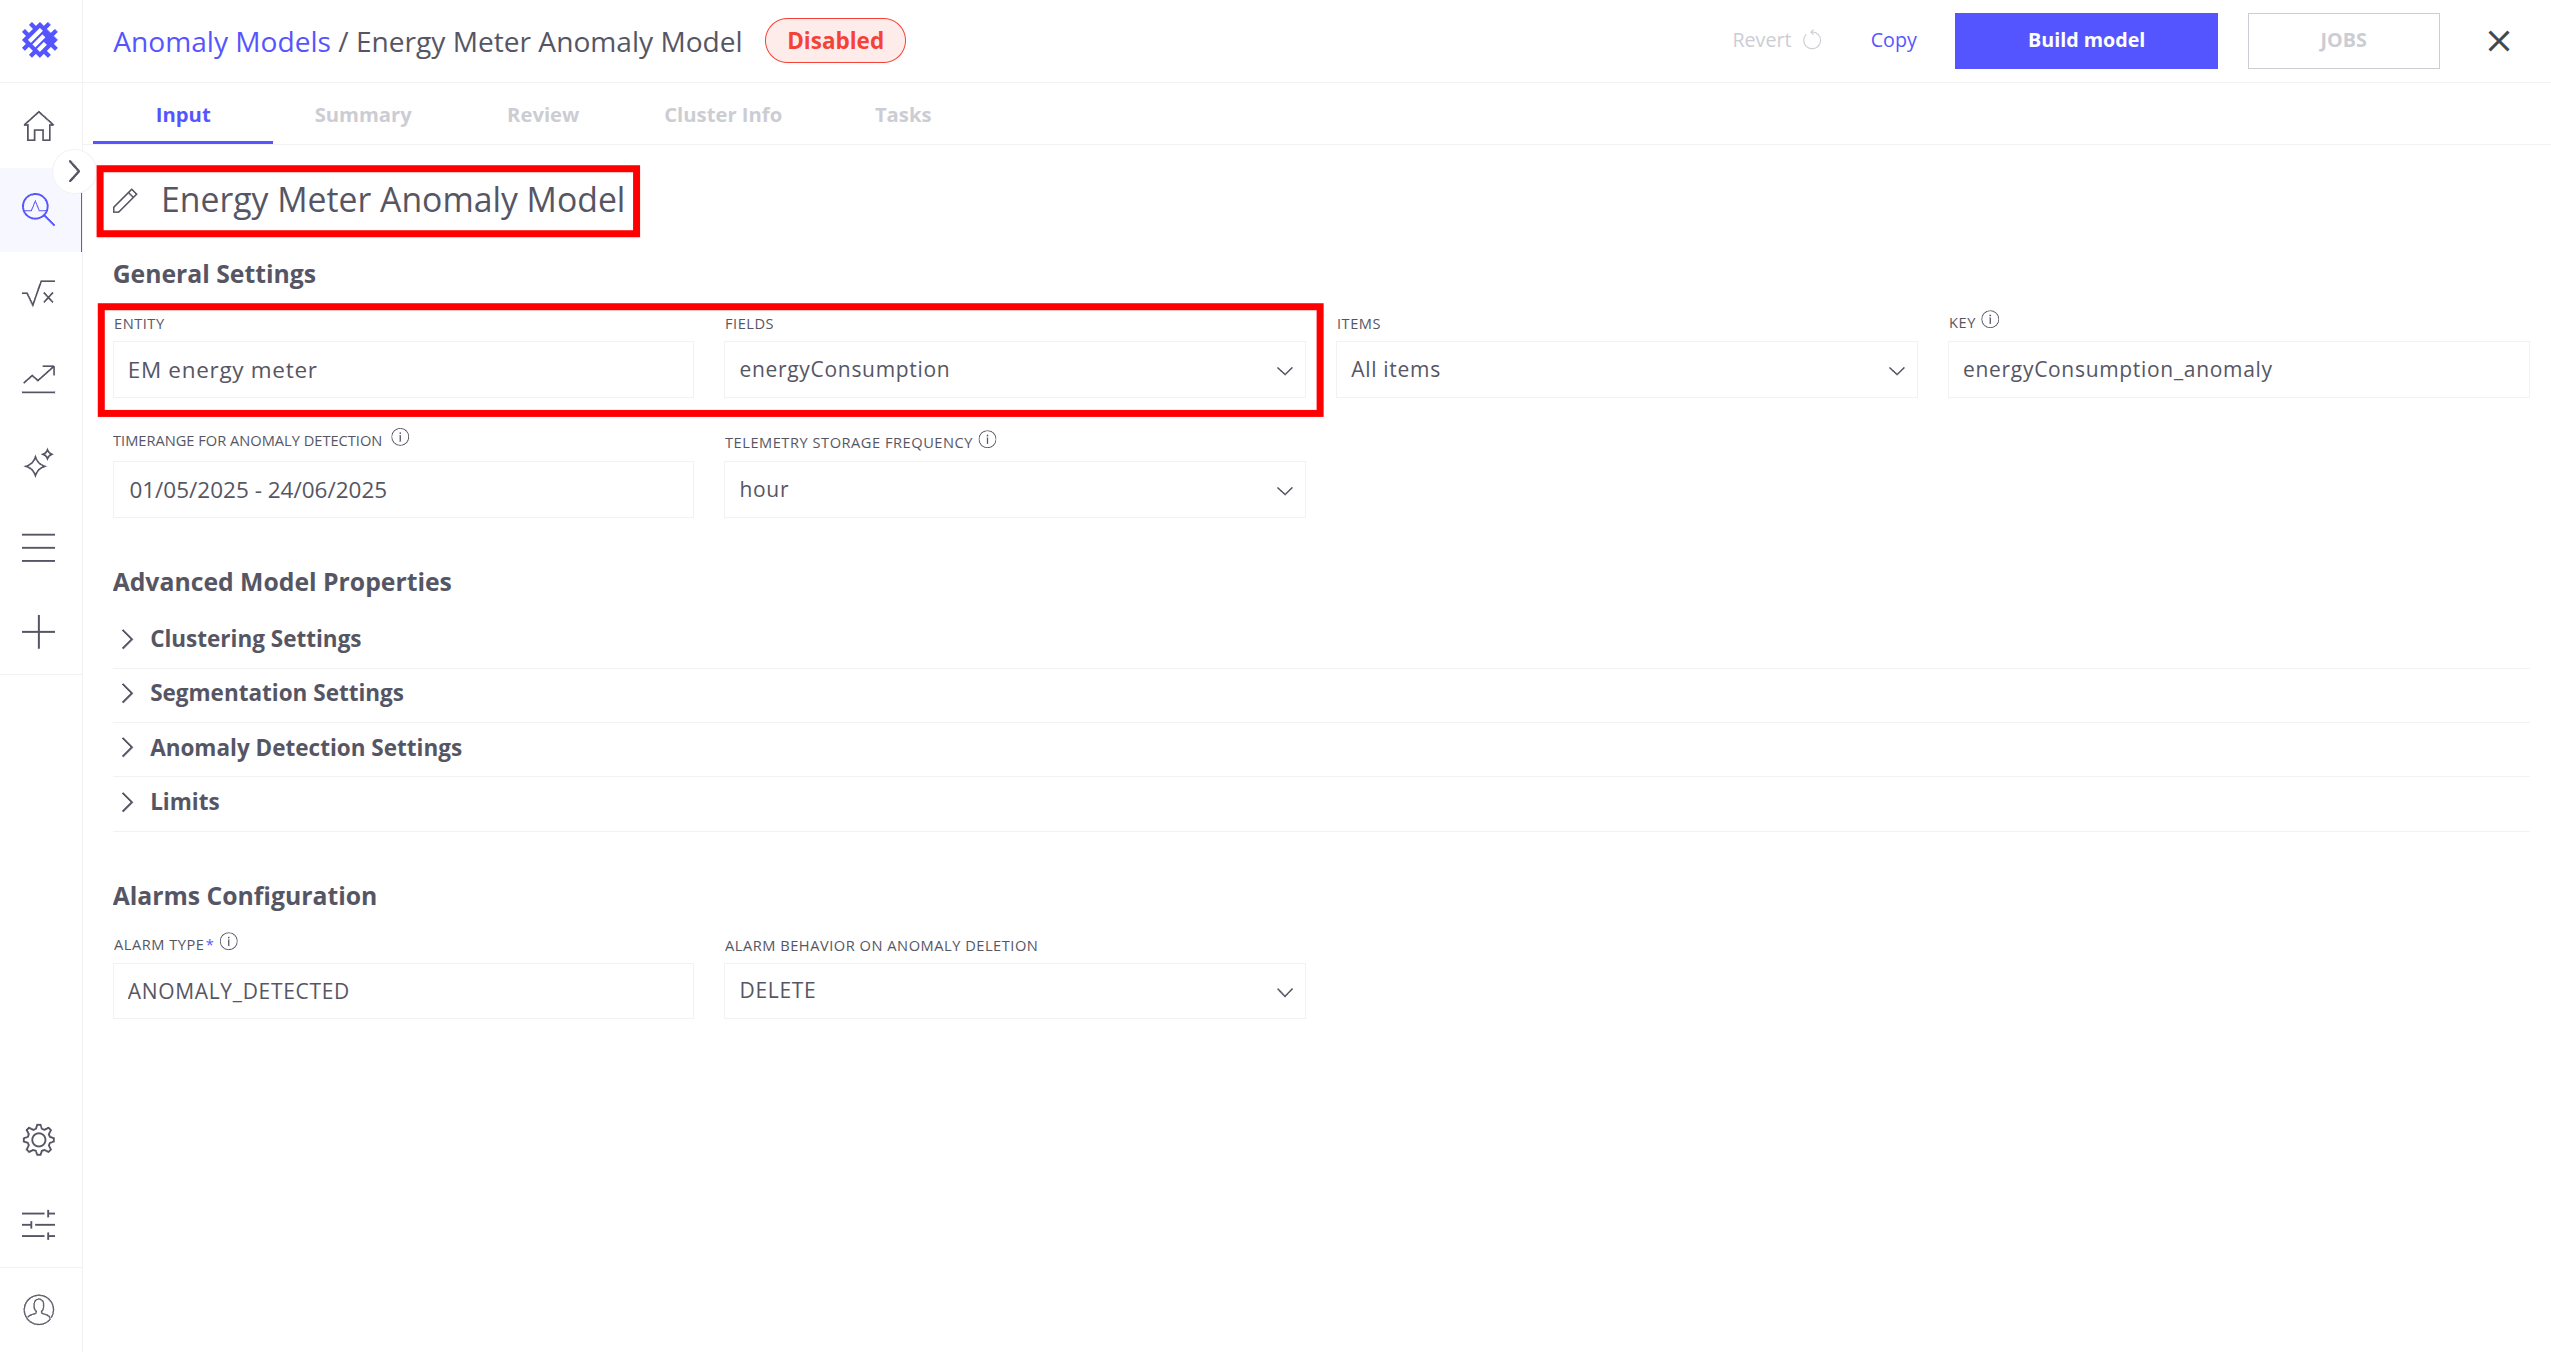 Anomaly Models / Energy Meter Anomaly Model Disabled Revert Copy Build model JOBS
Input Summary Review Cluster Info Tasks
Energy Meter Anomaly Model
General Settings
ENTITY FIELDS ITEMS KEY
EM energy meter energyConsumption All items energyConsumption_anomaly
TIMERANGE FOR ANOMALY DETECTION TELEMETRY STORAGE FREQUENCY
01/05/2025 - 24/06/2025 hour
Advanced Model Properties
Clustering Settings
Segmentation Settings
Anomaly Detection Settings
Limits
Alarms Configuration
ALARM TYPE* ALARM BEHAVIOR ON ANOMALY DELETION
ANOMALY_DETECTED DELETE